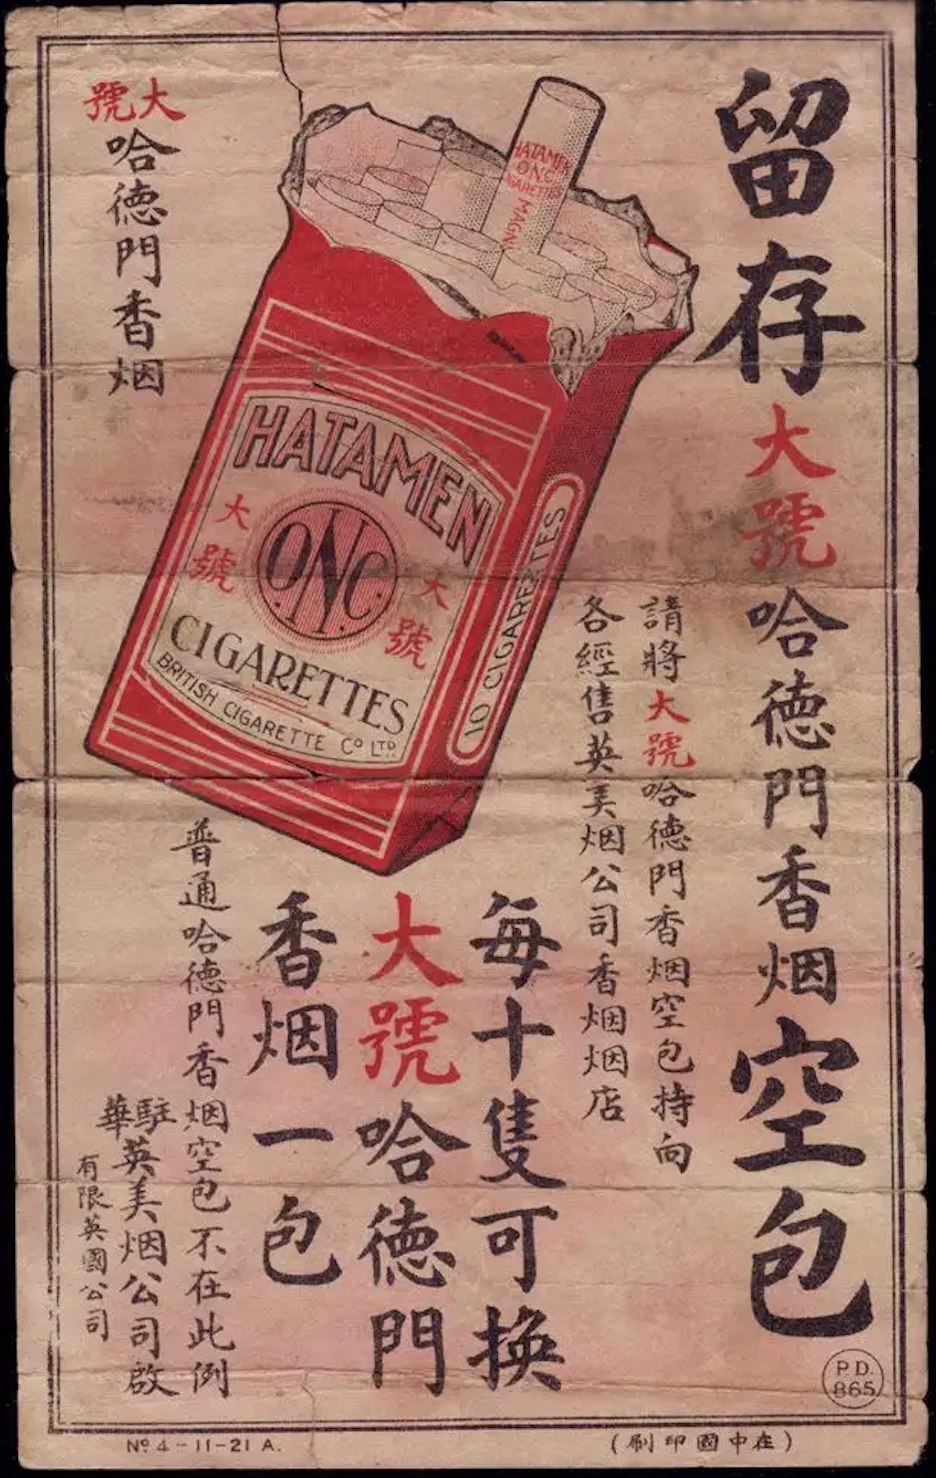 留存大號哈德門香烟空包
請將大號哈德門香烟空包持向
各經售英美烟公司香烟烟店
每十隻可換
大號哈德門
香烟一包
普通哈德門香烟空包不在此例
駐華英美烟公司啟
有限英國公司
大號
哈德門香烟
HATAMEN
O.N.C.
CIGARETTES
MAGN
HATAMEN
大號
O.N.C.
大號
CIGARETTES
BRITISH CIGARETTE CO LTD.
10 CIGARETTES
P.D.
865
Nº 4-11-21 A.
(在中國印刷)